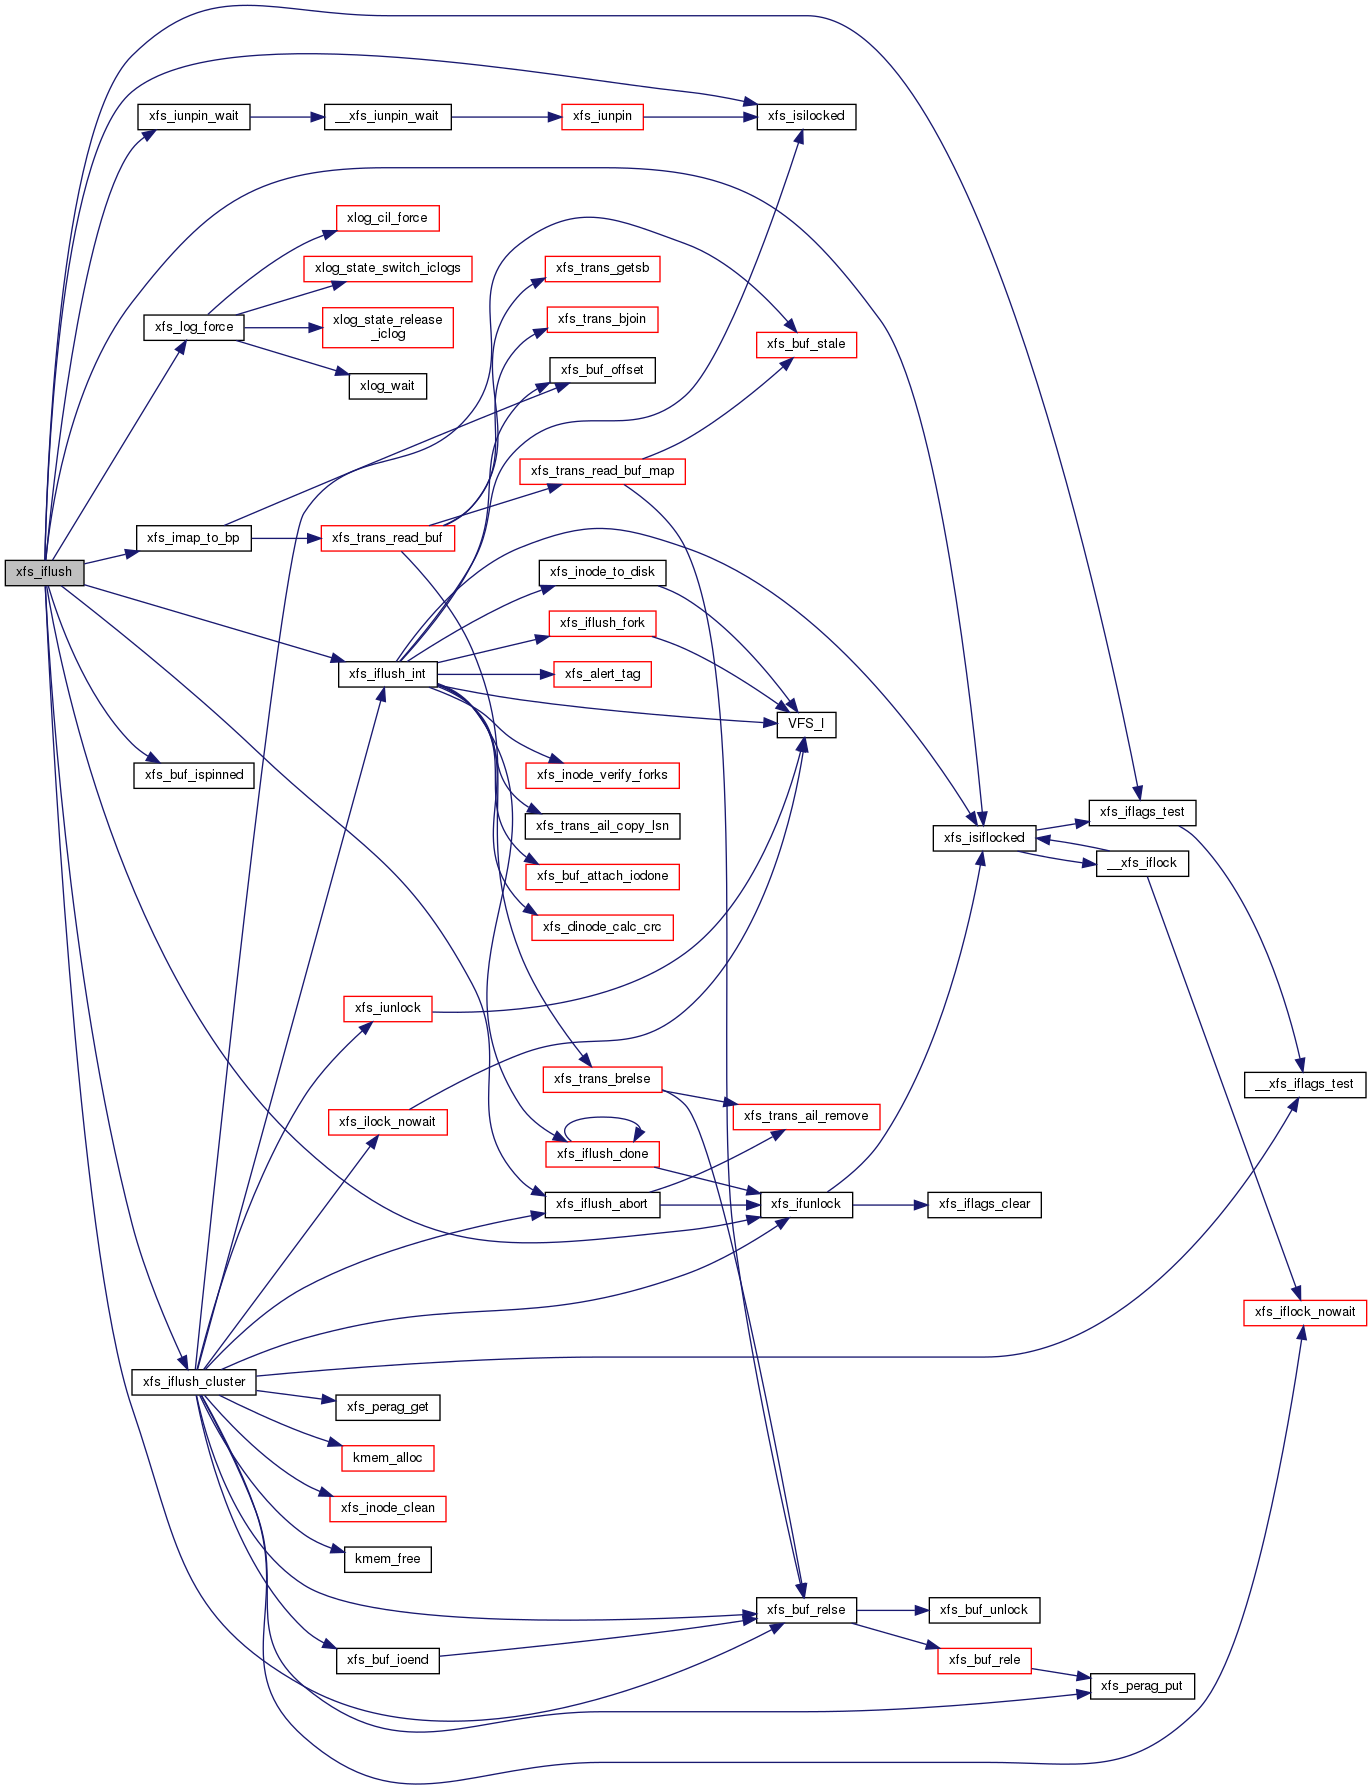 xfs_iflush
xfs_iunpin_wait
__xfs_iunpin_wait
xfs_iunpin
xfs_isilocked
xlog_cil_force
xlog_state_switch_iclogs
xfs_log_force
xlog_state_release
_iclog
xlog_wait
xfs_trans_getsb
xfs_trans_bjoin
xfs_buf_offset
xfs_buf_stale
xfs_trans_read_buf_map
xfs_imap_to_bp
xfs_trans_read_buf
xfs_inode_to_disk
xfs_iflush_fork
xfs_iflush_int
xfs_alert_tag
VFS_I
xfs_buf_ispinned
xfs_inode_verify_forks
xfs_trans_ail_copy_lsn
xfs_buf_attach_iodone
xfs_dinode_calc_crc
xfs_iflags_test
xfs_isiflocked
__xfs_iflock
xfs_iunlock
xfs_trans_brelse
__xfs_iflags_test
xfs_ilock_nowait
xfs_trans_ail_remove
xfs_iflush_done
xfs_iflush_abort
xfs_ifunlock
xfs_iflags_clear
xfs_iflock_nowait
xfs_iflush_cluster
xfs_perag_get
kmem_alloc
xfs_inode_clean
kmem_free
xfs_buf_relse
xfs_buf_unlock
xfs_buf_ioend
xfs_buf_rele
xfs_perag_put